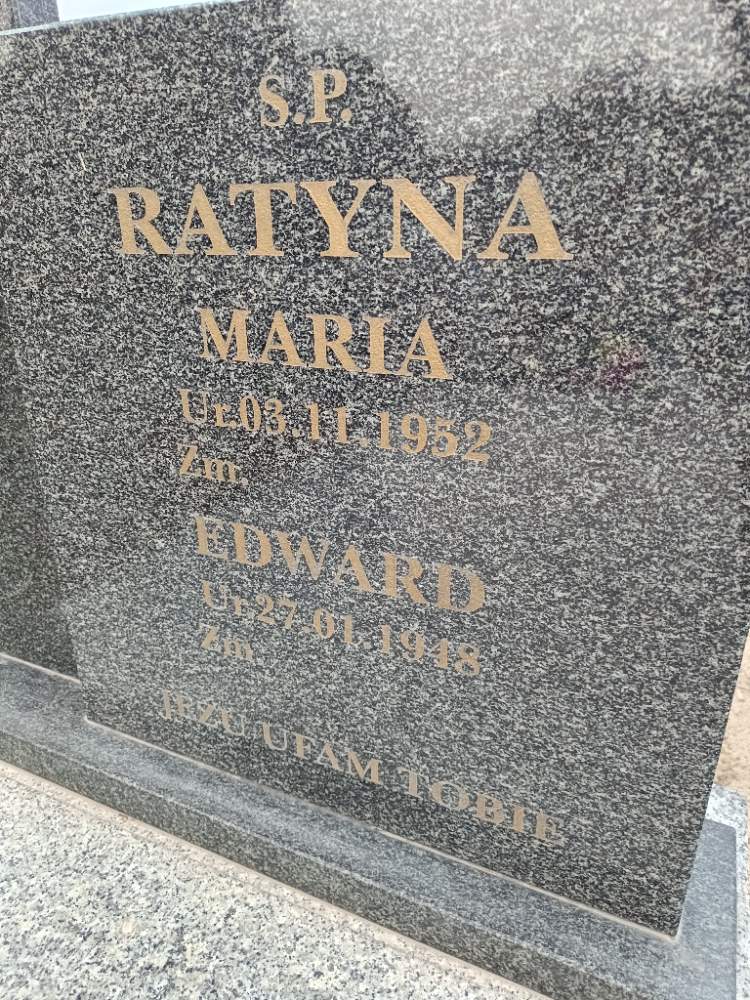 S.P.
RATYNA
MARIA
Ur.03.11.1952
Zm.
EDWARD
Ur.27.01.1948
Zm.
JEZU UFAM TOBIE